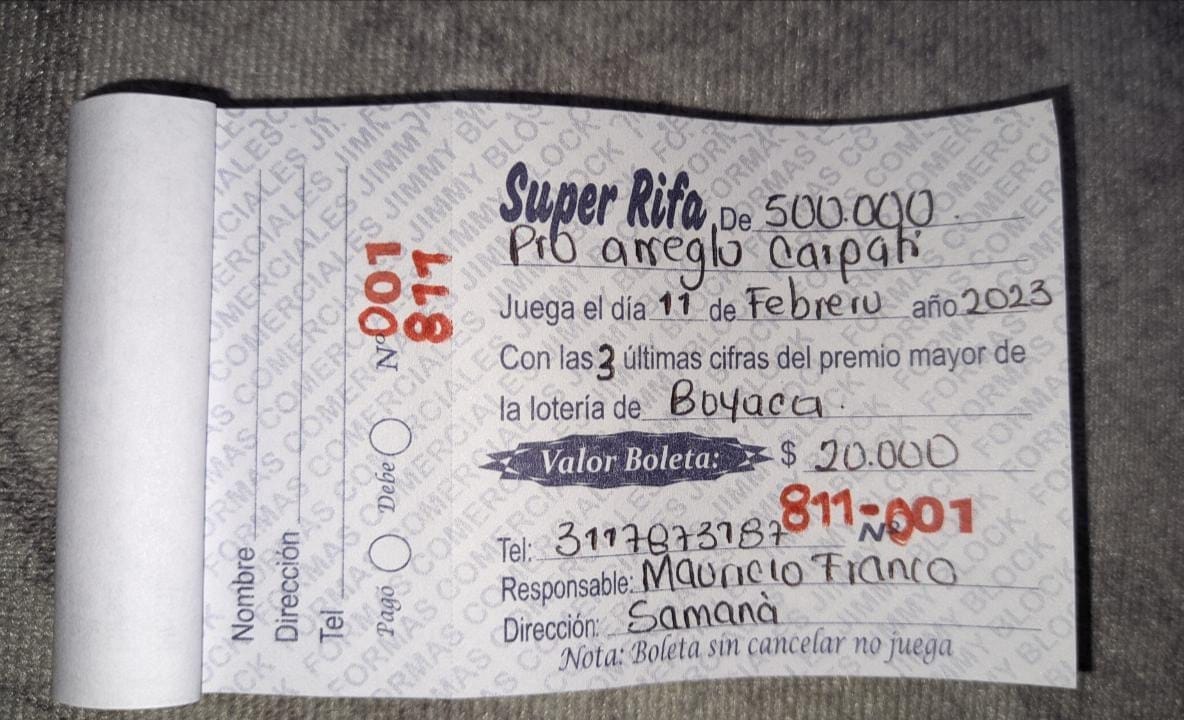 Nombre
Dirección
Tel
Pagó Debe Nº 001
811
Super Rifa De 500.000
Pro arreglo Carpati
Juega el día 11 de Febrero año 2023
Con las 3 últimas cifras del premio mayor de
la lotería de Boyaca.
Valor Boleta: $ 20.000
811-001
Nº
Tel: 3117873787
Responsable: Mauricio Franco
Dirección: Samanà
Nota: Boleta sin cancelar no juega